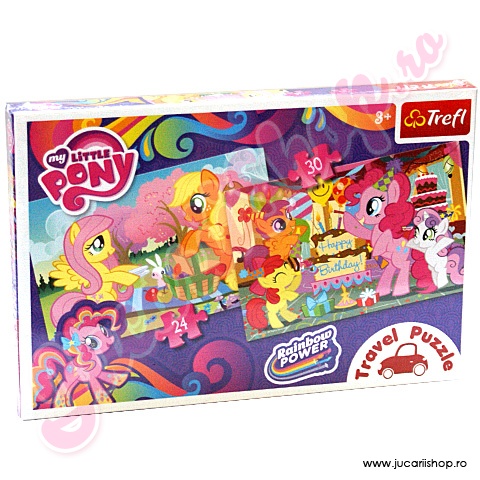 my LITTLE
PONY
3+
Trefl
30
Happy
Birthday!
24
Rainbow
POWER
Travel Puzzle
www.jucariishop.ro